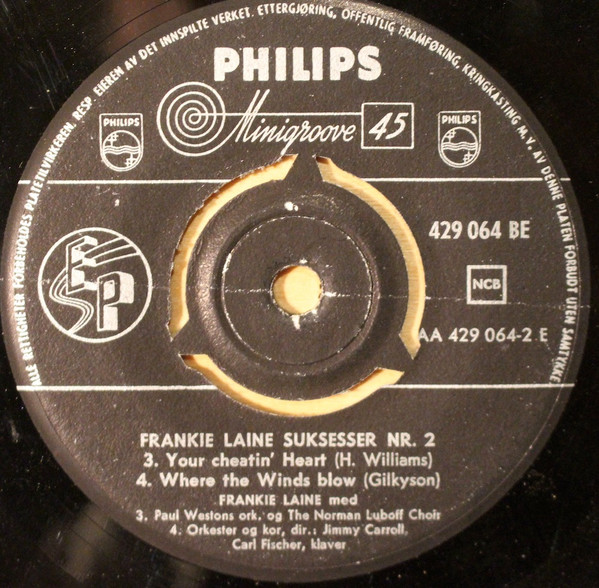 ALLE RETTIGHETER FORBEHOLDES PLATETILVIRKEREN, RESP. EIEREN AV DET INNSPILTE VERKET. ETTERGJØRING, OFFENTLIG FRAMFØRING, KRINGKASTING M.V. AV DENNE PLATEN FORBUDT UTEN SAMTYKKE
PHILIPS
Minigroove 45
PHILIPS
PHILIPS
429 064 BE
EP
NCB
AA 429 064-2 E
FRANKIE LAINE SUKSESSER NR. 2
3. Your cheatin' Heart (H. Williams)
4. Where the Winds blow (Gilkyson)
FRANKIE LAINE med
3. Paul Westons ork. og The Norman Luboff Choir
4. Orkester og kor, dir.: Jimmy Carroll,
Carl Fischer, klaver